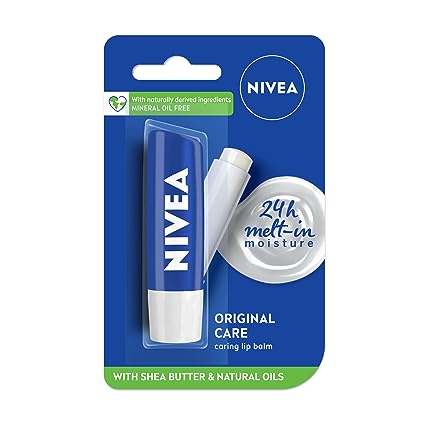 With naturally derived ingredients
MINERAL OIL FREE
NIVEA
NIVEA
24h
melt-in
moisture
ORIGINAL
CARE
caring lip balm
WITH SHEA BUTTER & NATURAL OILS